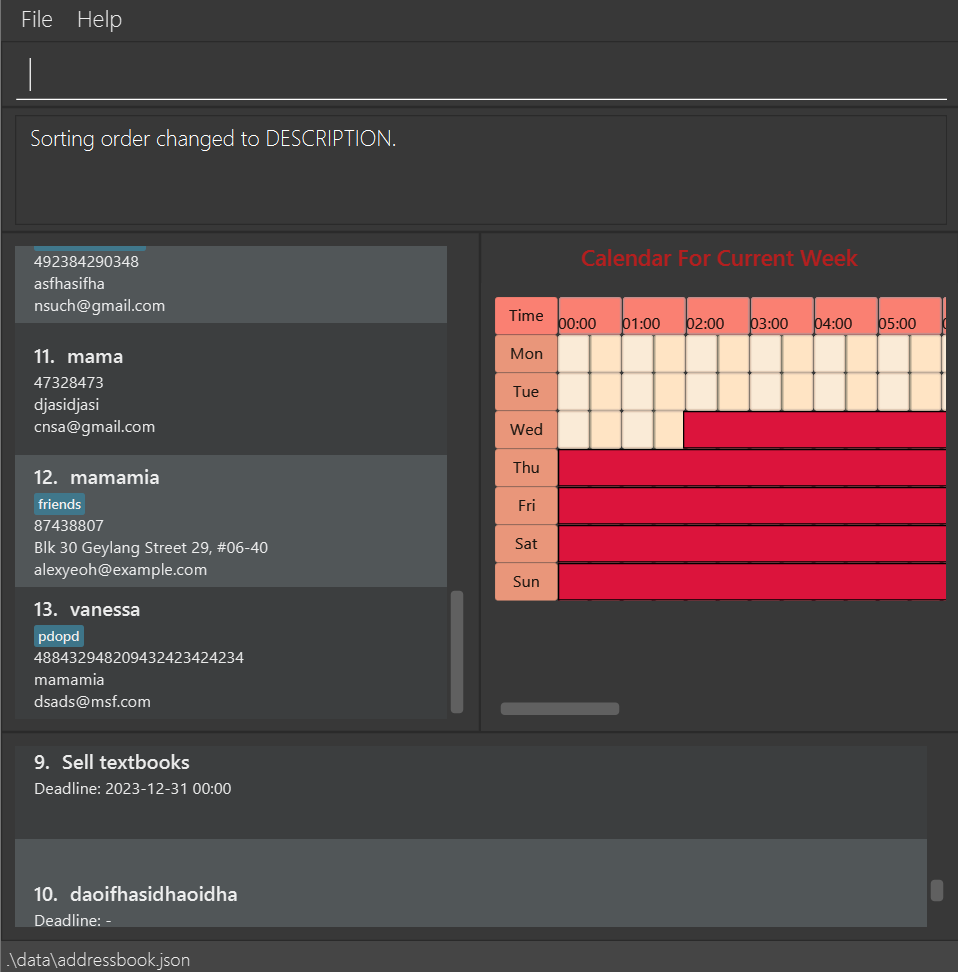 File Help
Sorting order changed to DESCRIPTION.
492384290348
asfhasifha
nsuch@gmail.com
11. mama
47328473
djasidjasi
cnsa@gmail.com
12. mamamia
friends
87438807
Blk 30 Geylang Street 29, #06-40
alexyeoh@example.com
13. vanessa
pdopd
488432948209432423424234
mamamia
dsads@msf.com
Calendar For Current Week
Time 00:00 01:00 02:00 03:00 04:00 05:00
Mon
Tue
Wed
Thu
Fri
Sat
Sun
9. Sell textbooks
Deadline: 2023-12-31 00:00
10. daoifhasidhaoidha
Deadline: -
.\data\addressbook.json